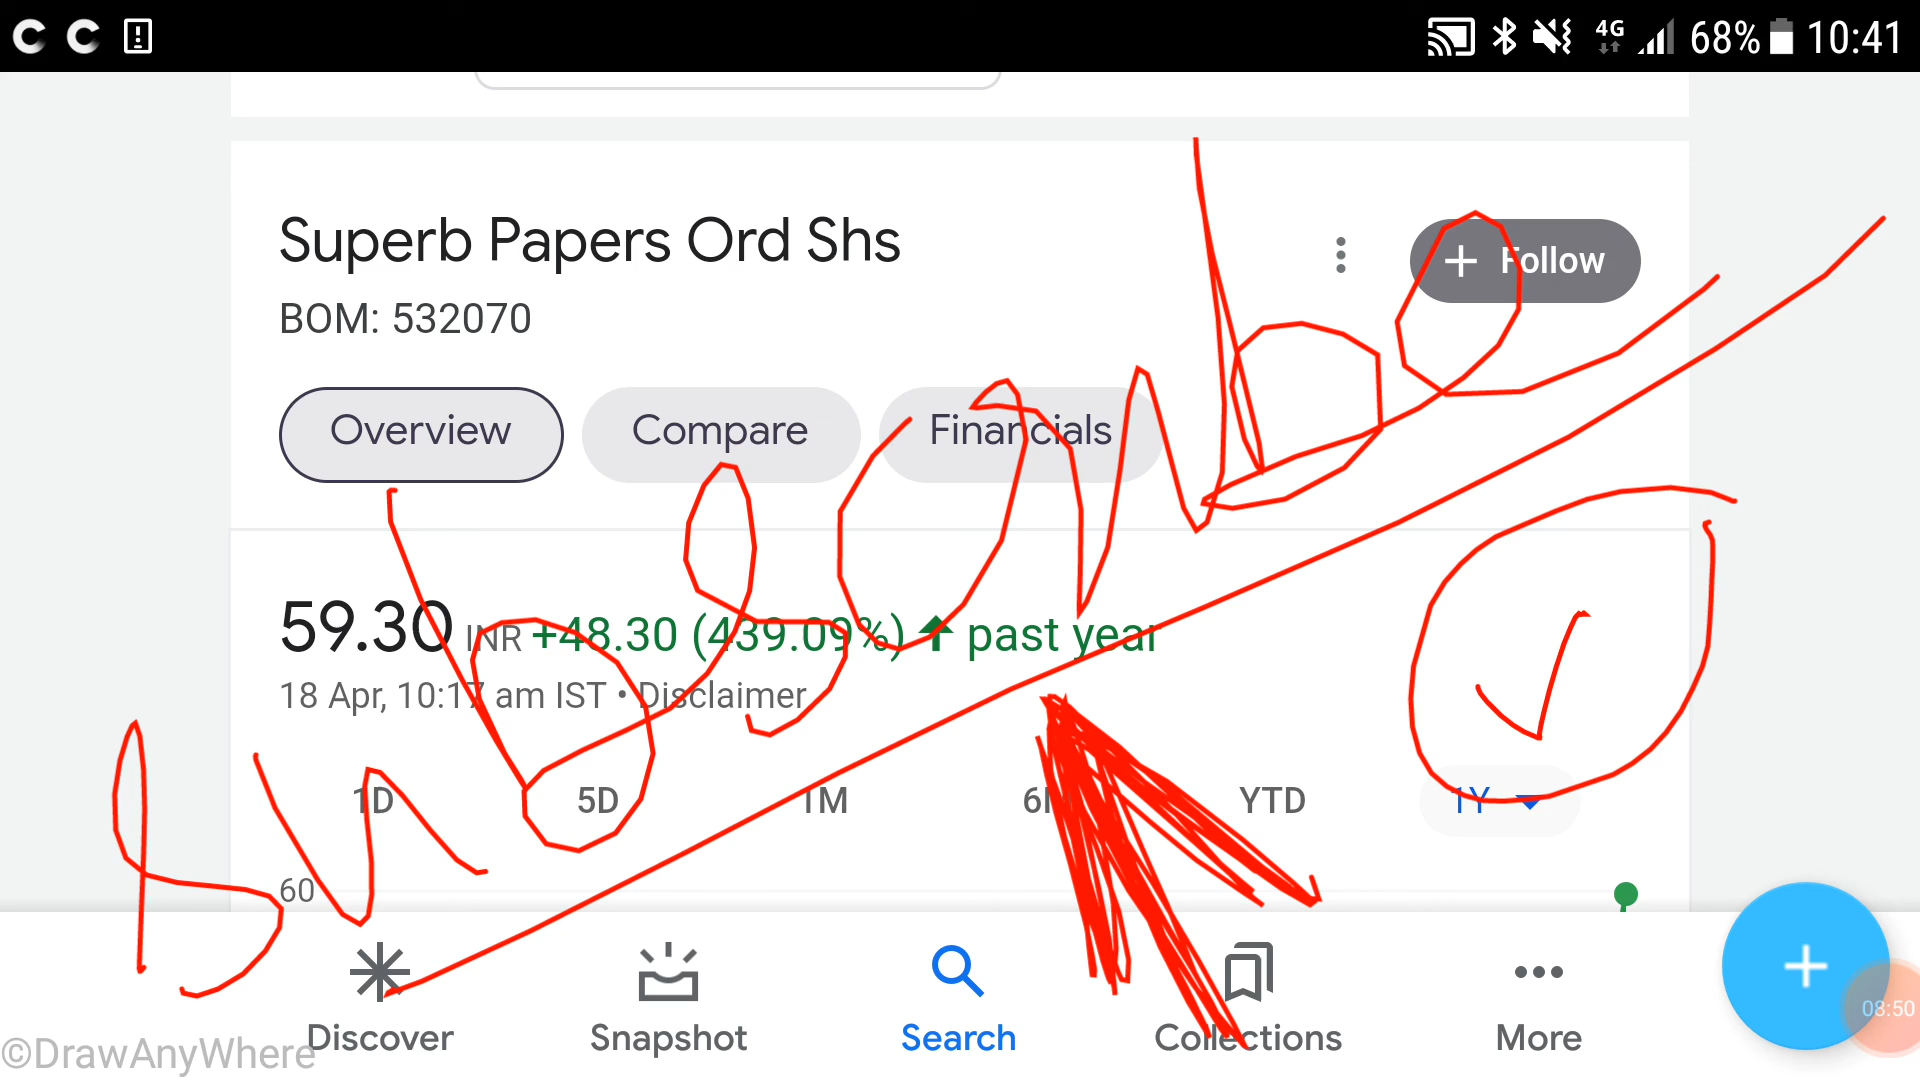 4G 68% 10:41
Superb Papers Ord Shs
+ Follow
BOM: 532070
Overview Compare Financials
59.30 INR +48.30 (439.09%) past year
18 Apr, 10:17 am IST • Disclaimer
1D 5D 1M 6M YTD 1Y
60
Discover Snapshot Search Collections More
08:50
©DrawAnyWhere